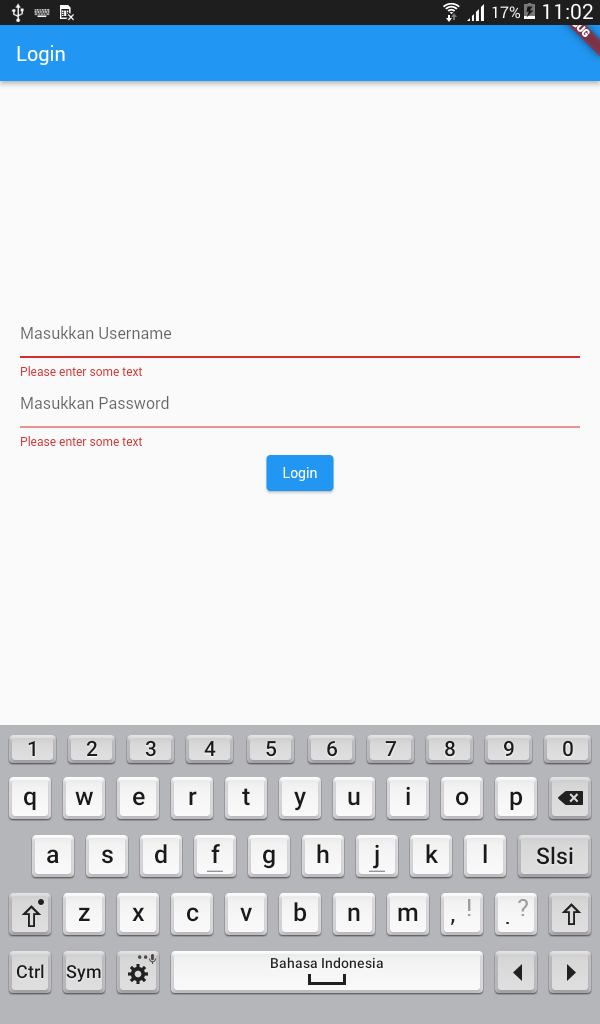 17% 11:02
Login
Masukkan Username
Please enter some text
Masukkan Password
Please enter some text
Login
1 2 3 4 5 6 7 8 9 0
q w e r t y u i o p
a s d f g h j k l Slsi
z x c v b n m , ! . ?
Ctrl Sym Bahasa Indonesia